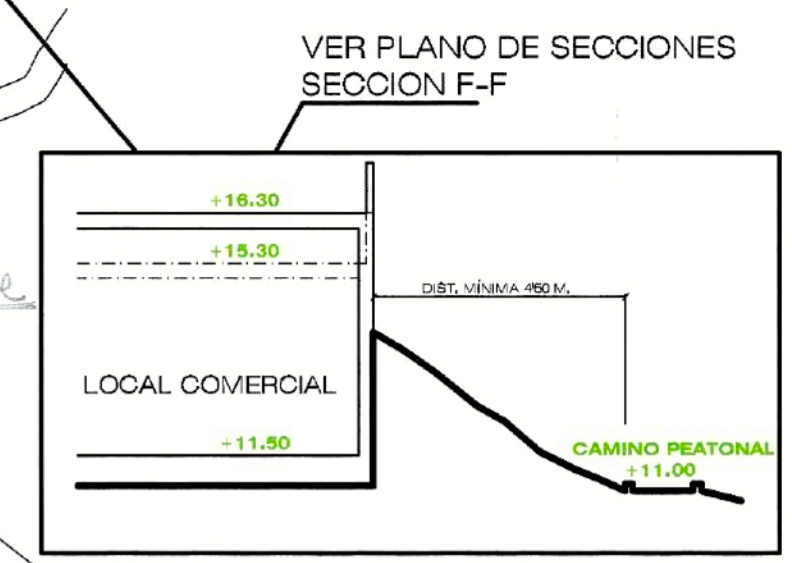 VER PLANO DE SECCIONES
SECCION F-F
+16.30
+15.30
DIST. MÍNIMA 4'50 M.
LOCAL COMERCIAL
+11.50
CAMINO PEATONAL
+11.00